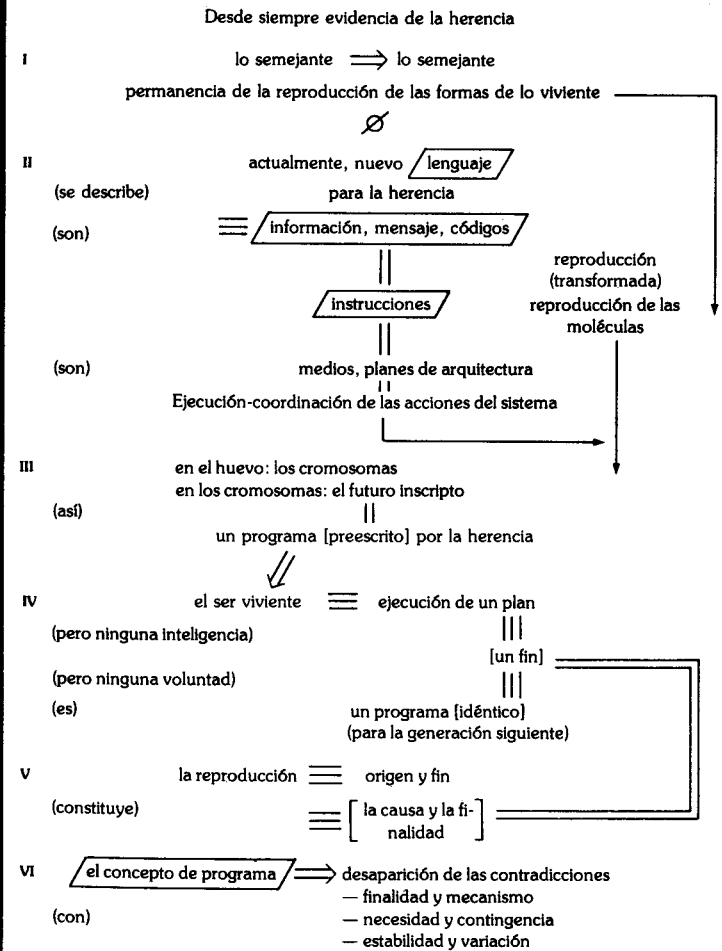 Desde siempre evidencia de la herencia
I lo semejante ⟹ lo semejante
permanencia de la reproducción de las formas de lo viviente
Ø
II actualmente, nuevo lenguaje
(se describe) para la herencia
(son) ≡ información, mensaje, códigos
reproducción
(transformada)
instrucciones reproducción de las
moléculas
(son) medios, planes de arquitectura
Ejecución-coordinación de las acciones del sistema
III en el huevo: los cromosomas
en los cromosomas: el futuro inscripto
(así)
un programa [preescrito] por la herencia
IV el ser viviente ≡ ejecución de un plan
(pero ninguna inteligencia)
[un fin]
(pero ninguna voluntad)
(es) un programa [idéntico]
(para la generación siguiente)
V la reproducción ≡ origen y fin
(constituye) ≡ [la causa y la fi-
nalidad]
VI el concepto de programa ⟹ desaparición de las contradicciones
— finalidad y mecanismo
(con) — necesidad y contingencia
— estabilidad y variación